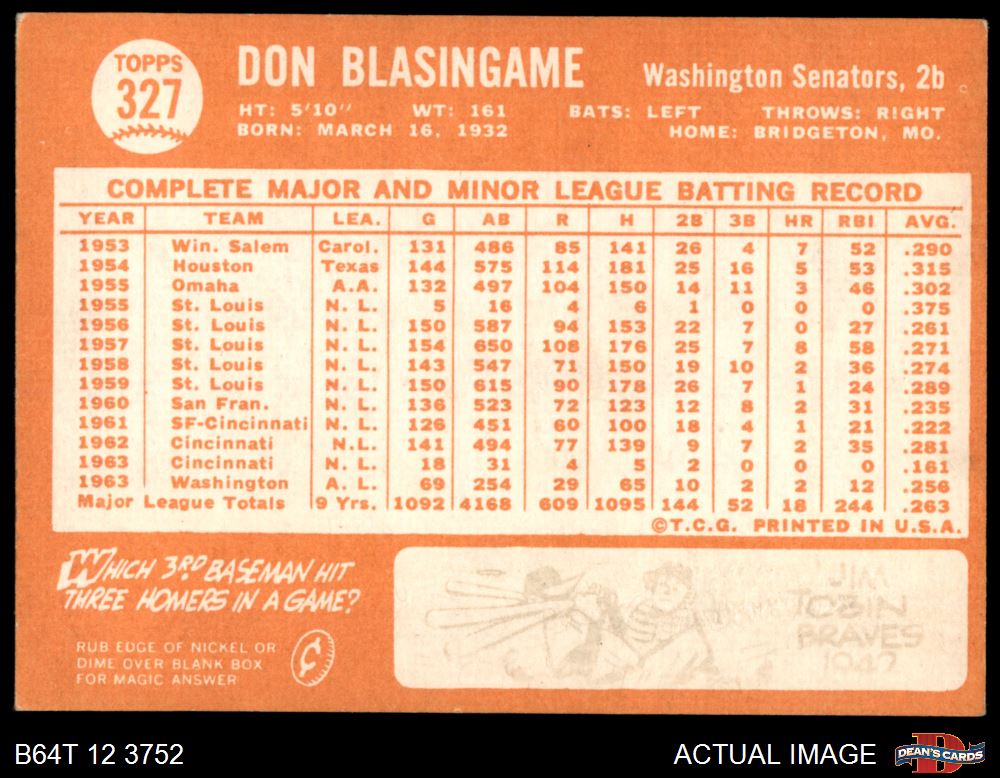 TOPPS
327
DON BLASINGAME
Washington Senators, 2b
HT: 5'10" WT: 161 BATS: LEFT THROWS: RIGHT
BORN: MARCH 16, 1932 HOME: BRIDGETON, MO.
COMPLETE MAJOR AND MINOR LEAGUE BATTING RECORD
YEAR TEAM LEA. G AB R H 2B 3B HR RBI AVG.
1953 Win. Salem Carol. 131 486 85 141 26 4 7 52 .290
1954 Houston Texas 144 575 114 181 25 16 5 53 .315
1955 Omaha A.A. 132 497 104 150 14 11 3 46 .302
1955 St. Louis N. L. 5 16 4 6 1 0 0 0 .375
1956 St. Louis N. L. 150 587 94 153 22 7 0 27 .261
1957 St. Louis N. L. 154 650 108 176 25 7 8 58 .271
1958 St. Louis N. L. 143 547 71 150 19 10 2 36 .274
1959 St. Louis N. L. 150 615 90 178 26 7 1 24 .289
1960 San Fran. N. L. 136 523 72 123 12 8 2 31 .235
1961 SF-Cincinnati N. L. 126 451 60 100 18 4 1 21 .222
1962 Cincinnati N.L. 141 494 77 139 9 7 2 35 .281
1963 Cincinnati N. L. 18 31 4 5 2 0 0 0 .161
1963 Washington A. L. 69 254 29 65 10 2 2 12 .256
Major League Totals 9 Yrs. 1092 4168 609 1095 144 52 18 244 .263
©T.C.G. PRINTED IN U.S.A.
WHICH 3RD BASEMAN HIT
THREE HOMERS IN A GAME?
RUB EDGE OF NICKEL OR
DIME OVER BLANK BOX
FOR MAGIC ANSWER
JIM
TOBIN
BRAVES
1942
B64T 12 3752
ACTUAL IMAGE
DEAN'S CARDS